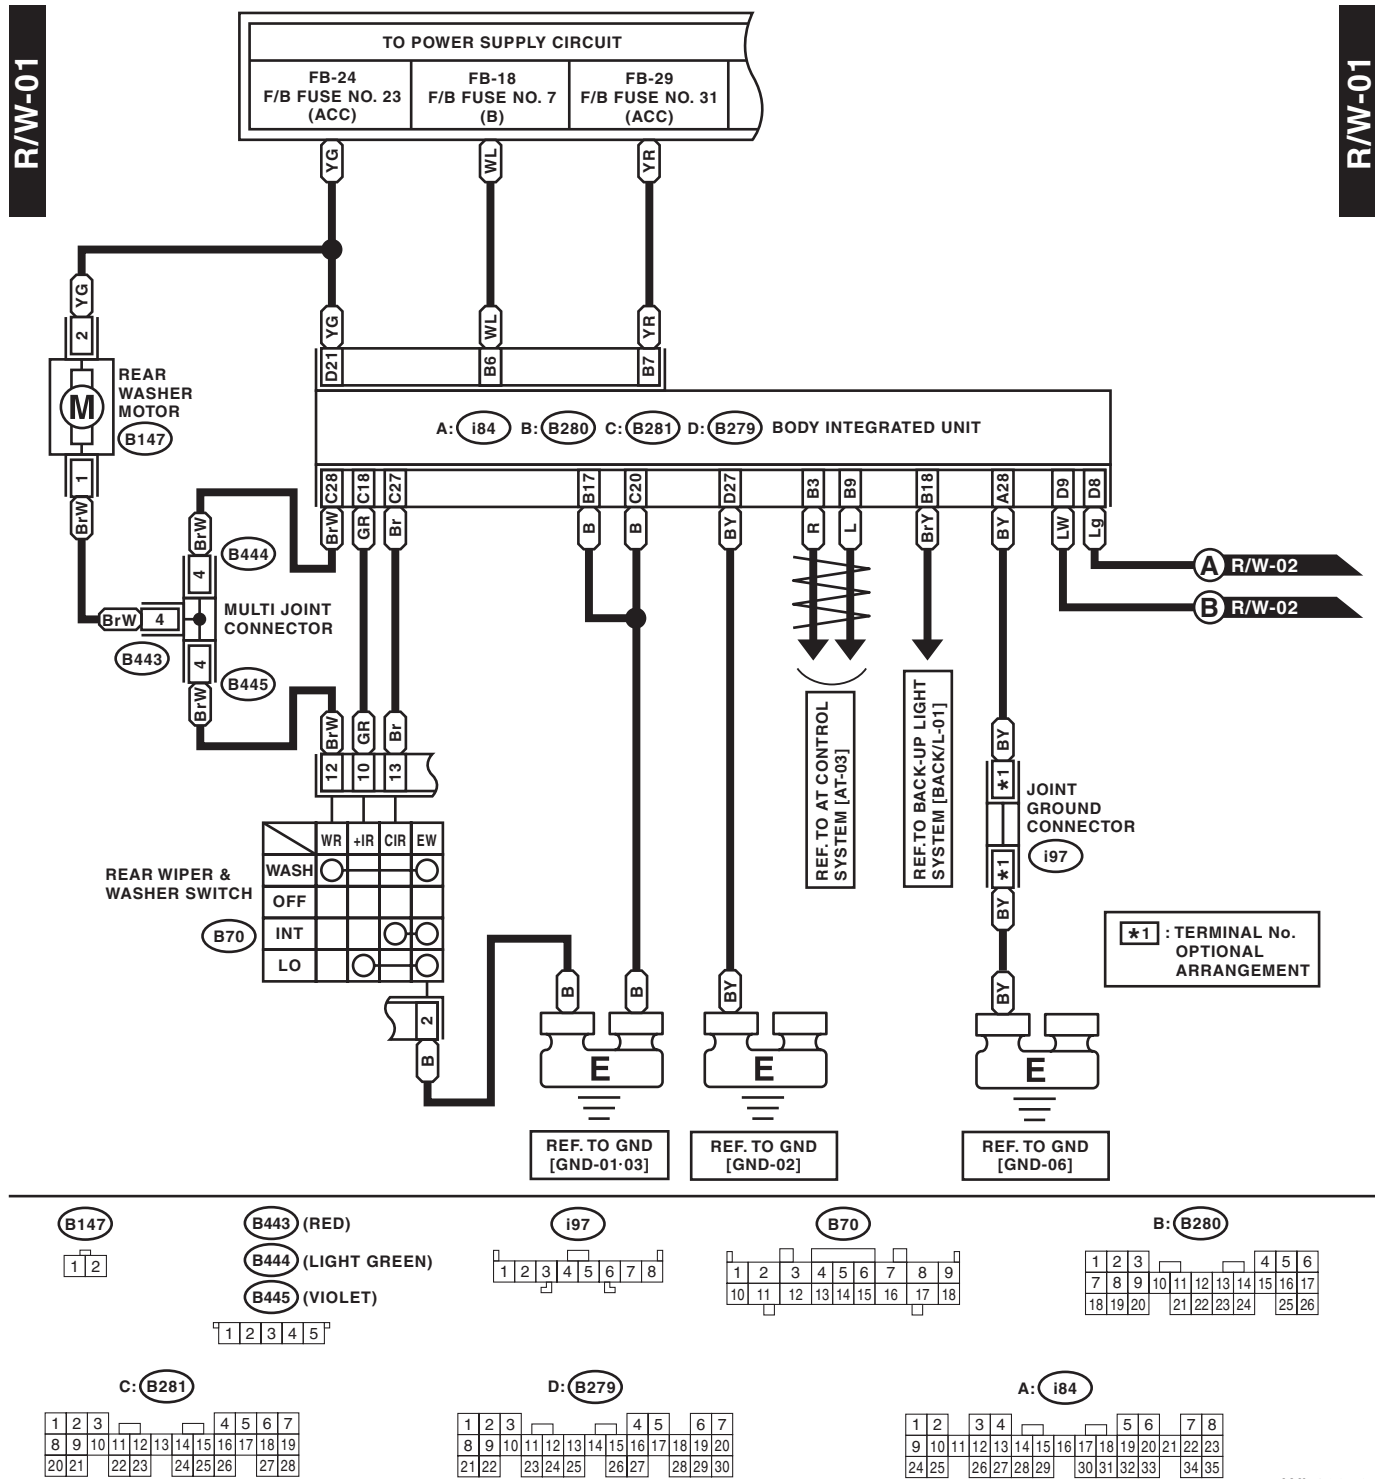 R/W-01
R/W-01
TO POWER SUPPLY CIRCUIT
FB-24
F/B FUSE NO. 23
(ACC)
FB-18
F/B FUSE NO. 7
(B)
FB-29
F/B FUSE NO. 31
(ACC)
YG
WL
YR
YG
2
YG
WL
YR
D21
B6
B7
M
REAR
WASHER
MOTOR
B147
1
BrW
A: i84 B: B280 C: B281 D: B279 BODY INTEGRATED UNIT
C28
C18
C27
B17
C20
D27
B3
B9
B18
A28
D9
D8
BrW
GR
Br
B
B
BY
R
L
BrY
BY
LW
Lg
BrW
4
B444
A R/W-02
B R/W-02
BrW
4
B443
MULTI JOINT
CONNECTOR
4
B445
BrW
BrW
GR
Br
12
10
13
REF. TO AT CONTROL
SYSTEM [AT-03]
REF. TO BACK-UP LIGHT
SYSTEM [BACK/L-01]
BY
*1
JOINT
GROUND
CONNECTOR
i97
*1
BY
REAR WIPER &
WASHER SWITCH
B70
WR +IR CIR EW
WASH
OFF
INT
LO
2
B
*1 : TERMINAL No.
OPTIONAL
ARRANGEMENT
B
B
BY
BY
E
E
E
REF. TO GND
[GND-01·03]
REF. TO GND
[GND-02]
REF. TO GND
[GND-06]
B147
1 2
B443 (RED)
B444 (LIGHT GREEN)
B445 (VIOLET)
1 2 3 4 5
i97
1 2 3 4 5 6 7 8
B70
1 2 3 4 5 6 7 8 9
10 11 12 13 14 15 16 17 18
B: B280
1 2 3 4 5 6
7 8 9 10 11 12 13 14 15 16 17
18 19 20 21 22 23 24 25 26
C: B281
1 2 3 4 5 6 7
8 9 10 11 12 13 14 15 16 17 18 19
20 21 22 23 24 25 26 27 28
D: B279
1 2 3 4 5 6 7
8 9 10 11 12 13 14 15 16 17 18 19 20
21 22 23 24 25 26 27 28 29 30
A: i84
1 2 3 4 5 6 7 8
9 10 11 12 13 14 15 16 17 18 19 20 21 22 23
24 25 26 27 28 29 30 31 32 33 34 35